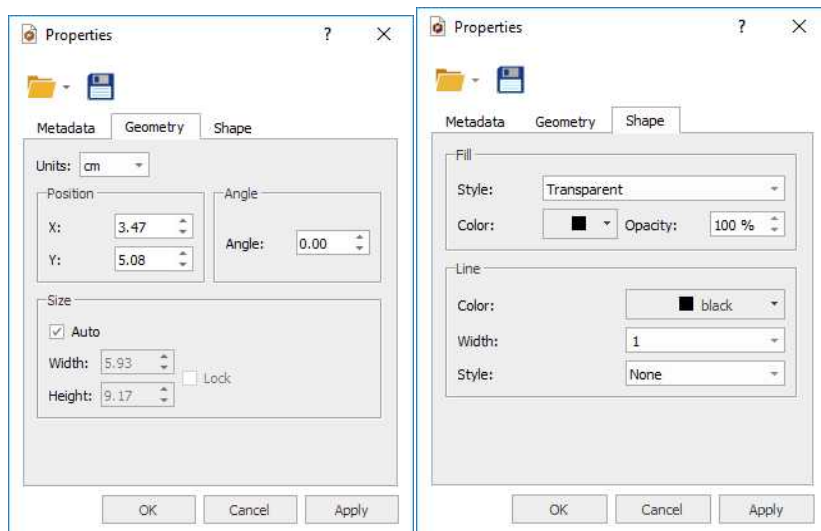 Properties ?
Metadata Geometry Shape
Units: cm
Position
X: 3.47
Y: 5.08
Angle
Angle: 0.00
Size
Auto
Width: 5.93
Height: 9.17
Lock
OK Cancel Apply
Properties ?
Metadata Geometry Shape
Fill
Style: Transparent
Color: Opacity: 100 %
Line
Color: black
Width: 1
Style: None
OK Cancel Apply